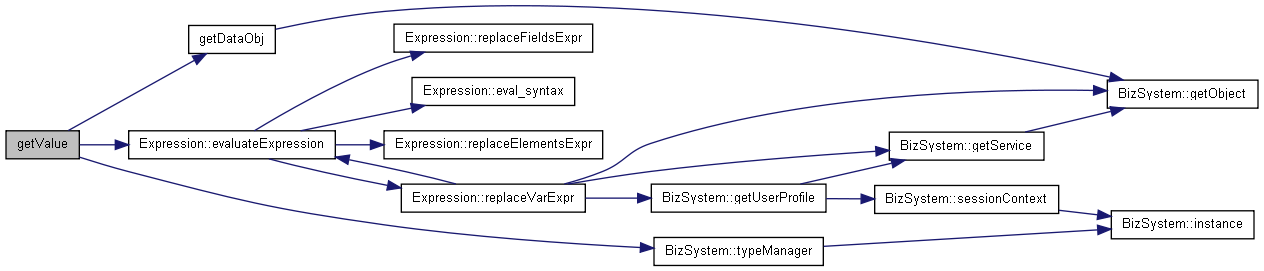 getValue
getDataObj
Expression::evaluateExpression
Expression::replaceFieldsExpr
Expression::eval_syntax
Expression::replaceElementsExpr
Expression::replaceVarExpr
BizSystem::getUserProfile
BizSystem::typeManager
BizSystem::getService
BizSystem::sessionContext
BizSystem::getObject
BizSystem::instance